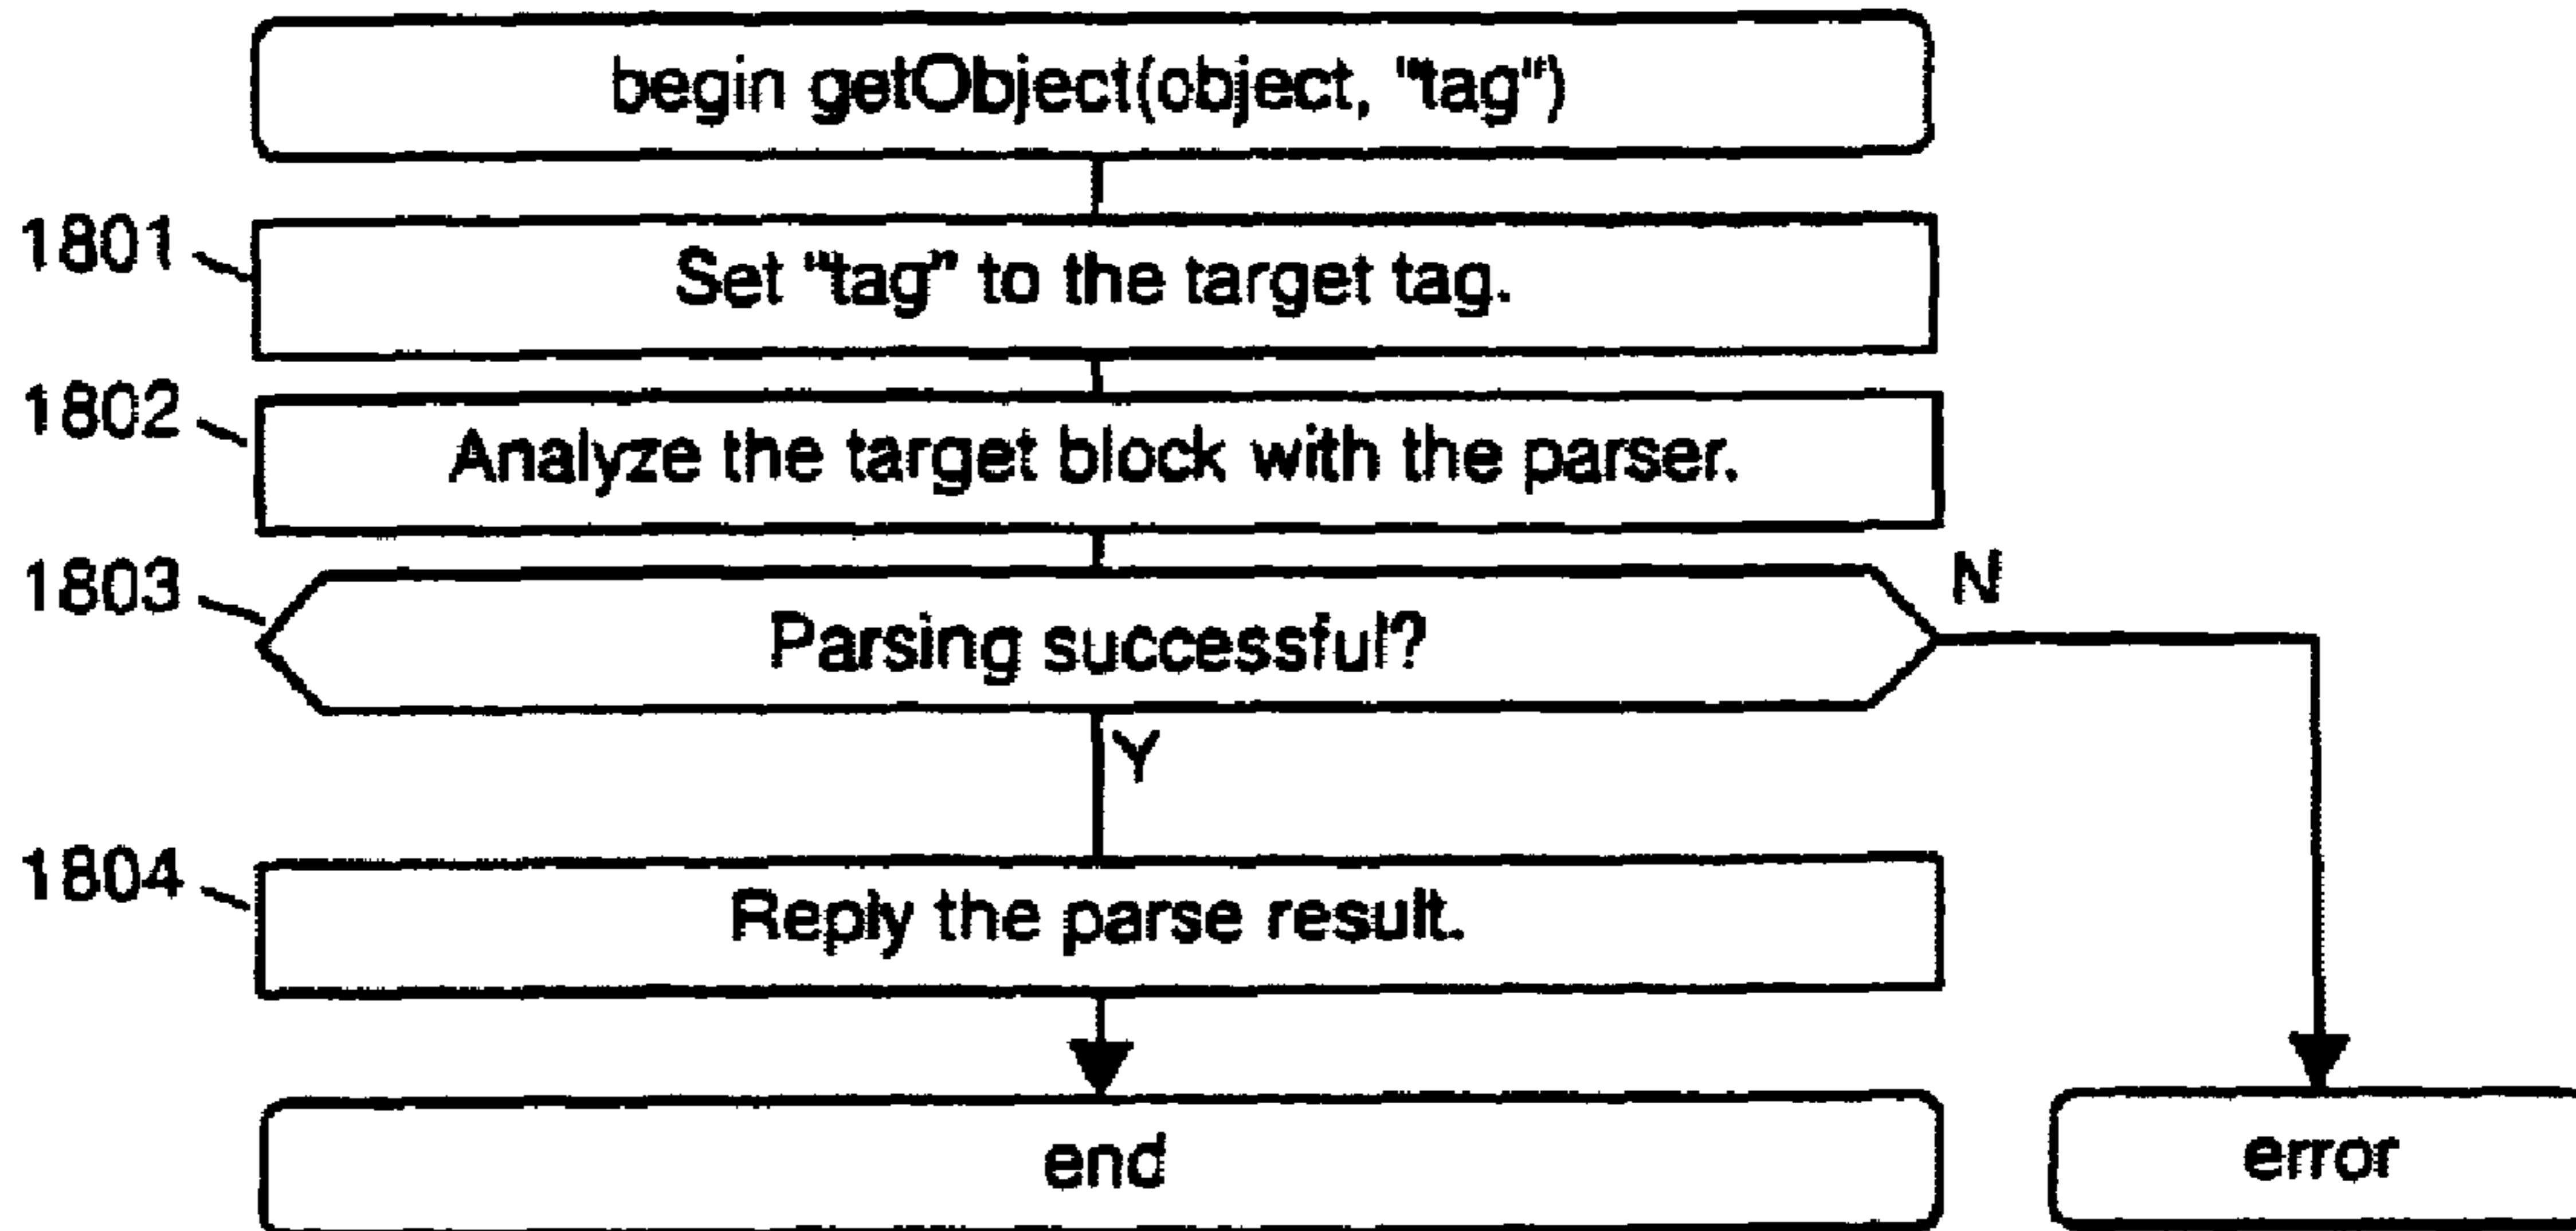 begin getObject(object, "tag")
1801
Set "tag" to the target tag.
1802
Analyze the target block with the parser.
1803
Parsing successful?
N
Y
1804
Reply the parse result.
end
error